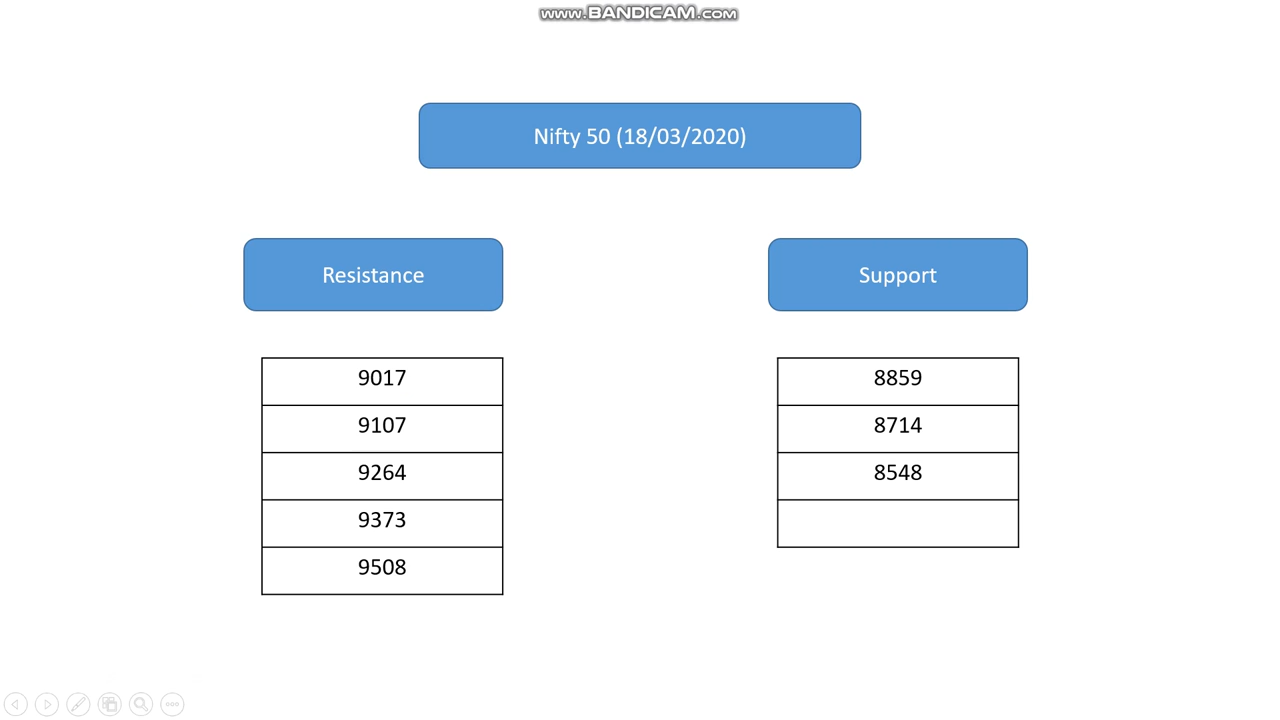 www.BANDICAM.com
Nifty 50 (18/03/2020)
Resistance
Support
9017
8859
9107
8714
9264
8548
9373
9508